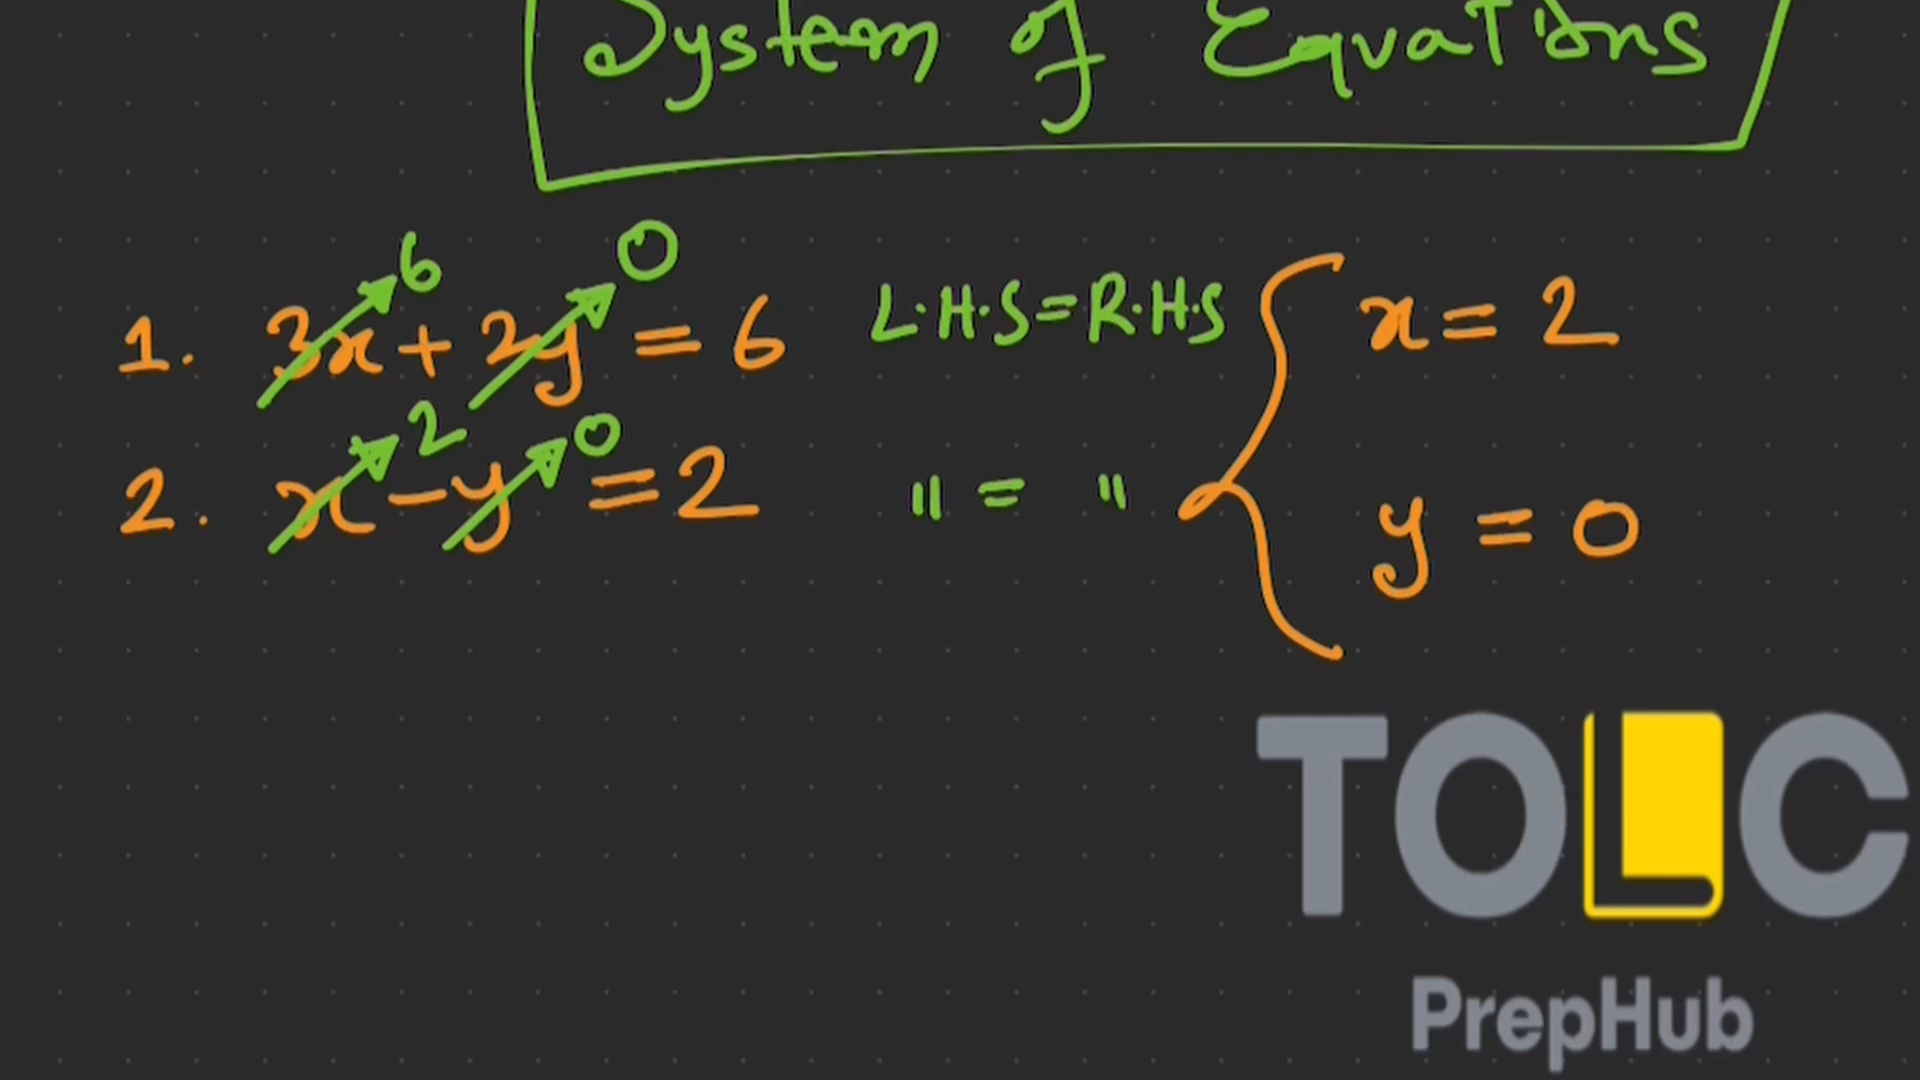 System of Equations
1. 3x + 2y = 6 6 0 L.H.S = R.H.S x = 2
2. x - y = 2 2 0 " = " y = 0
TOLC
PrepHub